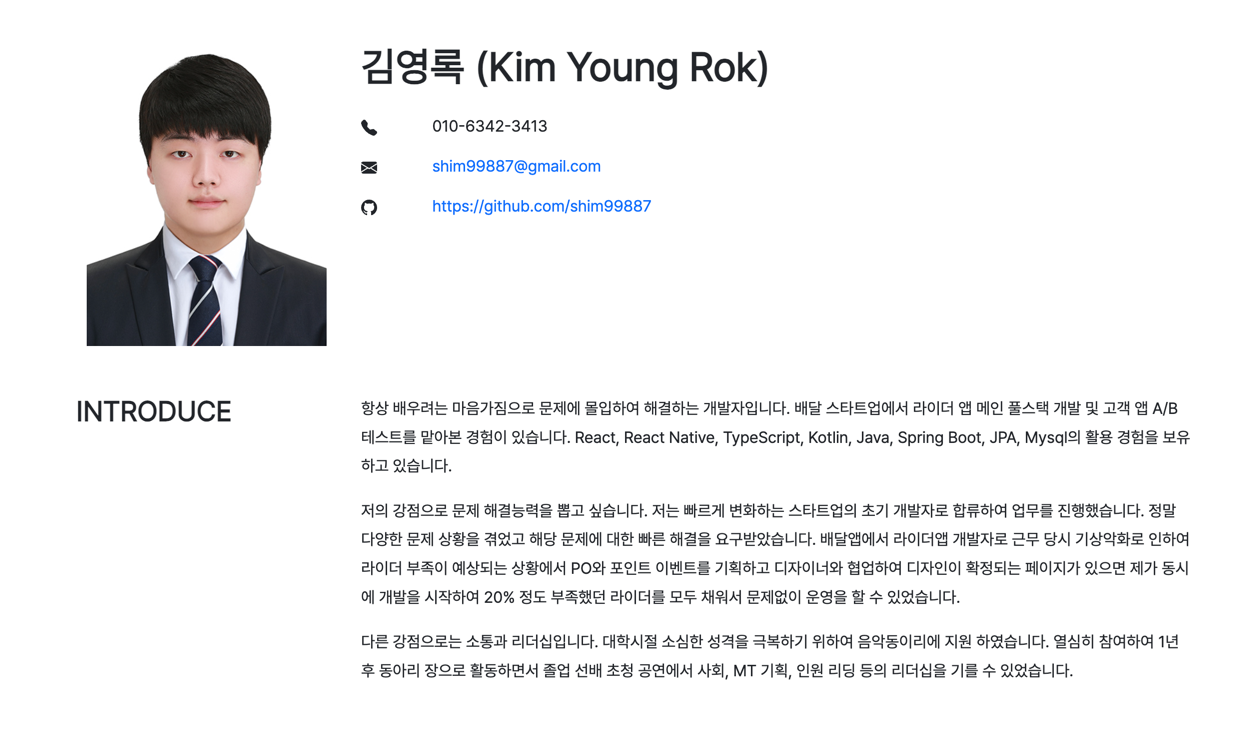 김영록 (Kim Young Rok)
010-6342-3413
shim99887@gmail.com
https://github.com/shim99887
INTRODUCE
항상 배우려는 마음가짐으로 문제에 몰입하여 해결하는 개발자입니다. 배달 스타트업에서 라이더 앱 메인 풀스택 개발 및 고객 앱 A/B
테스트를 맡아본 경험이 있습니다. React, React Native, TypeScript, Kotlin, Java, Spring Boot, JPA, Mysql의 활용 경험을 보유
하고 있습니다.
저의 강점으로 문제 해결능력을 뽑고 싶습니다. 저는 빠르게 변화하는 스타트업의 초기 개발자로 합류하여 업무를 진행했습니다. 정말
다양한 문제 상황을 겪었고 해당 문제에 대한 빠른 해결을 요구받았습니다. 배달앱에서 라이더앱 개발자로 근무 당시 기상악화로 인하여
라이더 부족이 예상되는 상황에서 PO와 포인트 이벤트를 기획하고 디자이너와 협업하여 디자인이 확정되는 페이지가 있으면 제가 동시
에 개발을 시작하여 20% 정도 부족했던 라이더를 모두 채워서 문제없이 운영을 할 수 있었습니다.
다른 강점으로는 소통과 리더십입니다. 대학시절 소심한 성격을 극복하기 위하여 음악동이리에 지원 하였습니다. 열심히 참여하여 1년
후 동아리 장으로 활동하면서 졸업 선배 초청 공연에서 사회, MT 기획, 인원 리딩 등의 리더십을 기를 수 있었습니다.